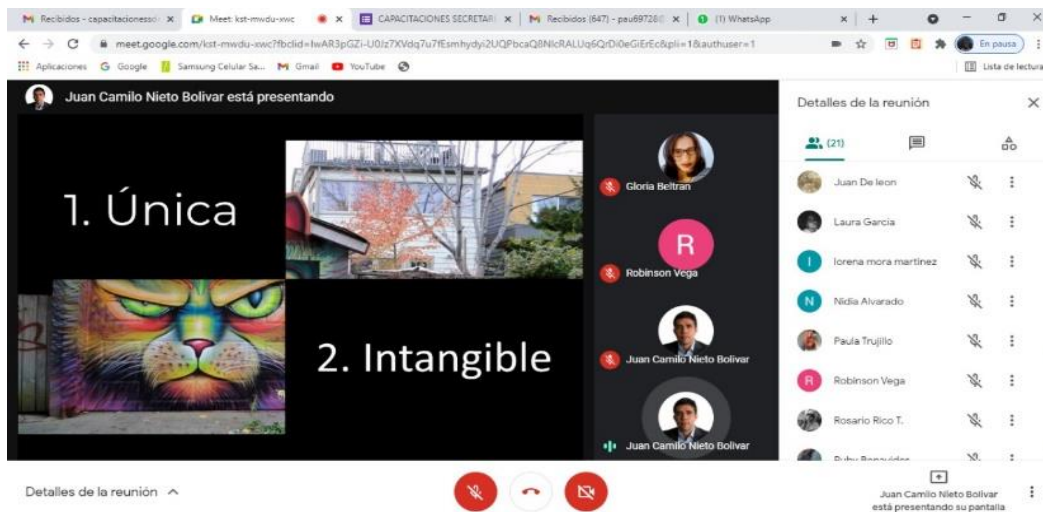 Recibidos - capacitacionessd
Meet: kst-mwdu-xwc
CAPACITACIONES SECRETARI
Recibidos (647) - pau69728@
(1) WhatsApp
meet.google.com/kst-mwdu-xwc?fbclid=
&pli=1&authuser=1
En pausa
Aplicaciones
Google
Samsung Celular Sa...
Gmail
YouTube
Lista de lectura
Juan Camilo Nieto Bolivar está presentando
1. Única
2. Intangible
Gloria Beltran
R
Robinson Vega
Juan Camilo Nieto Bolivar
Juan Camilo Nieto Bolivar
Detalles de la reunión
(21)
Juan De leon
Laura Garcia
l lorena mora martinez
N Nidia Alvarado
Paula Trujillo
R Robinson Vega
Rosario Rico T.
Ruby Benavides
Detalles de la reunión
Juan Camilo Nieto Bolivar
está presentando su pantalla